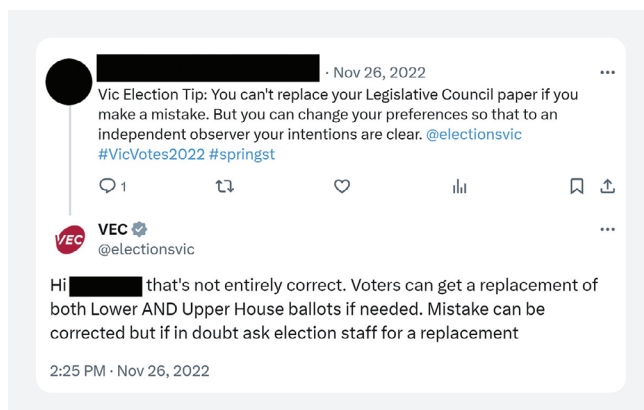 · Nov 26, 2022
Vic Election Tip: You can't replace your Legislative Council paper if you
make a mistake. But you can change your preferences so that to an
independent observer your intentions are clear. @electionsvic
#VicVotes2022 #springst
1
VEC
VEC
@electionsvic
Hi that's not entirely correct. Voters can get a replacement of
both Lower AND Upper House ballots if needed. Mistake can be
corrected but if in doubt ask election staff for a replacement
2:25 PM · Nov 26, 2022